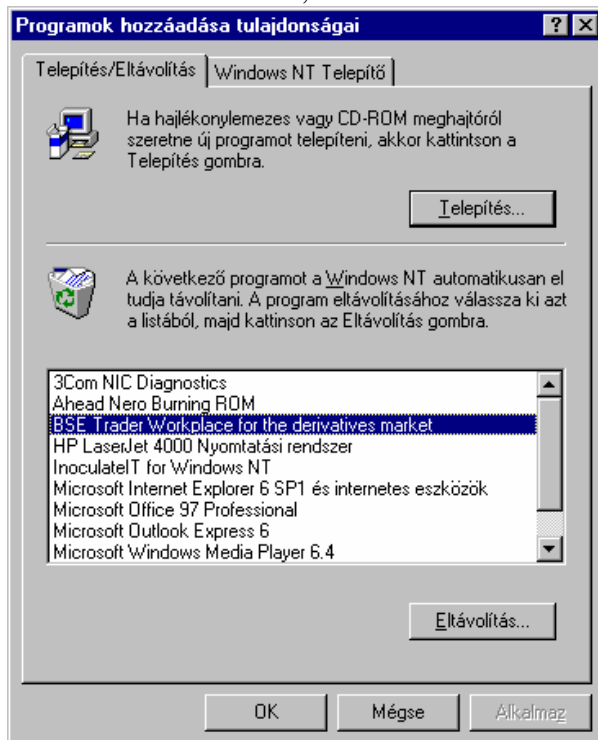 Programok hozzáadása tulajdonságai
Telepítés/Eltávolítás
Windows NT Telepítő
Ha hajlékonylemezes vagy CD-ROM meghajtóról
szeretne új programot telepíteni, akkor kattintson a
Telepítés gombra.
Telepítés...
A következő programot a Windows NT automatikusan el
tudja távolítani. A program eltávolításához válassza ki azt
a listából, majd kattinson az Eltávolítás gombra.
3Com NIC Diagnostics
Ahead Nero Burning ROM
BSE Trader Workplace for the derivatives market
HP LaserJet 4000 Nyomtatási rendszer
InoculateIT for Windows NT
Microsoft Internet Explorer 6 SP1 és internetes eszközök
Microsoft Office 97 Professional
Microsoft Outlook Express 6
Microsoft Windows Media Player 6.4
Eltávolítás...
OK
Mégse
Alkalmaz